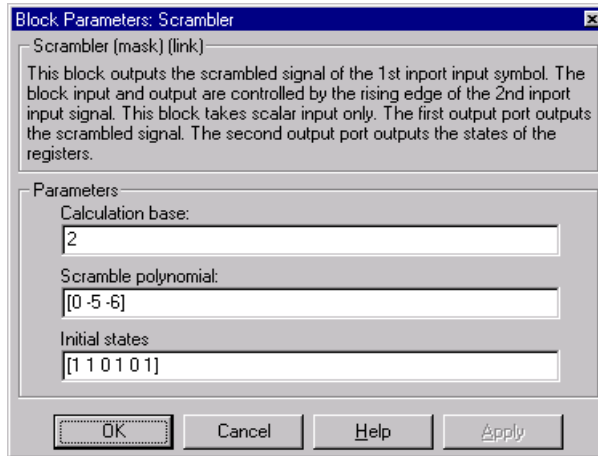 Block Parameters: Scrambler
Scrambler (mask) (link)
This block outputs the scrambled signal of the 1st inport input symbol. The
block input and output are controlled by the rising edge of the 2nd inport
input signal. This block takes scalar input only. The first output port outputs
the scrambled signal. The second output port outputs the states of the
registers.
Parameters
Calculation base:
2
Scramble polynomial:
[0 -5 -6]
Initial states
[1 1 0 1 0 1]
OK Cancel Help Apply